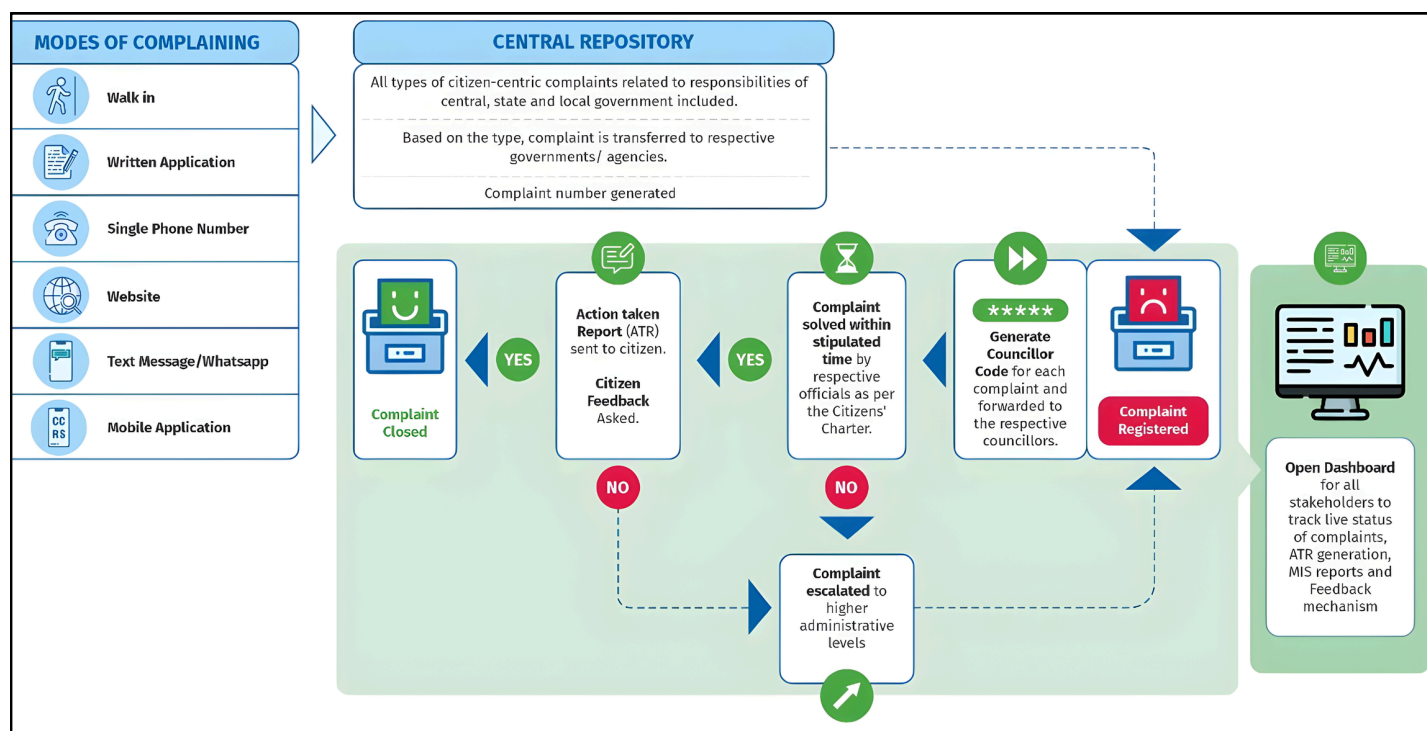 MODES OF COMPLAINING
Walk in
Written Application
Single Phone Number
Website
Text Message/Whatsapp
CC
RS
Mobile Application
CENTRAL REPOSITORY
All types of citizen-centric complaints related to responsibilities of
central, state and local government included.
Based on the type, complaint is transferred to respective
governments/ agencies.
Complaint number generated
Complaint
Closed
YES
Action taken
Report (ATR)
sent to citizen.
Citizen
Feedback
Asked.
NO
YES
Complaint
solved within
stipulated
time by
respective
officials as per
the Citizens'
Charter.
NO
*****
Generate
Councillor
Code for each
complaint and
forwarded to
the respective
councillors.
Complaint
Registered
Complaint
escalated to
higher
administrative
levels
Open Dashboard
for all
stakeholders to
track live status
of complaints,
ATR generation,
MIS reports and
Feedback
mechanism